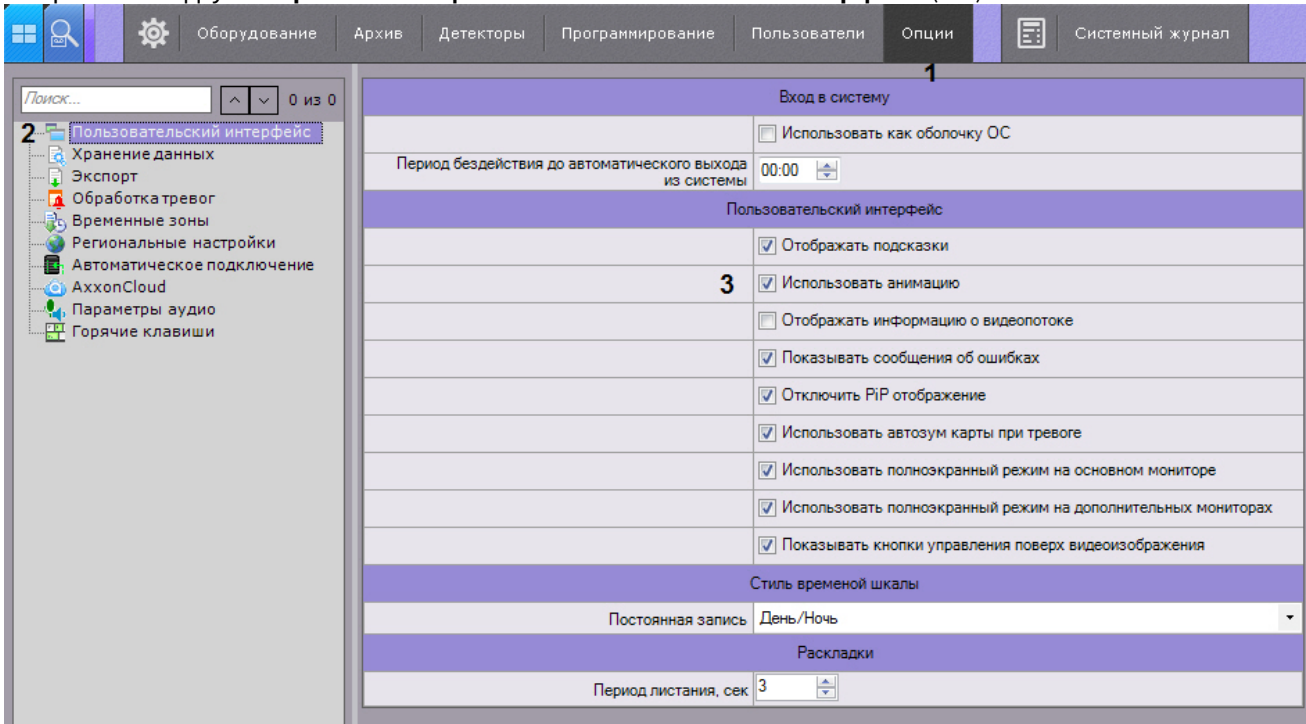 Оборудование Архив Детекторы Программирование Пользователи Опции Системный журнал
1
Поиск... 0 из 0
2 Пользовательский интерфейс
Хранение данных
Экспорт
Обработка тревог
Временные зоны
Региональные настройки
Автоматическое подключение
AxxonCloud
Параметры аудио
Горячие клавиши
Вход в систему
Использовать как оболочку ОС
Период бездействия до автоматического выхода
из системы 00:00
Пользовательский интерфейс
Отображать подсказки
3 Использовать анимацию
Отображать информацию о видеопотоке
Показывать сообщения об ошибках
Отключить PiP отображение
Использовать автозум карты при тревоге
Использовать полноэкранный режим на основном мониторе
Использовать полноэкранный режим на дополнительных мониторах
Показывать кнопки управления поверх видеоизображения
Стиль временой шкалы
Постоянная запись День/Ночь
Раскладки
Период листания, сек 3